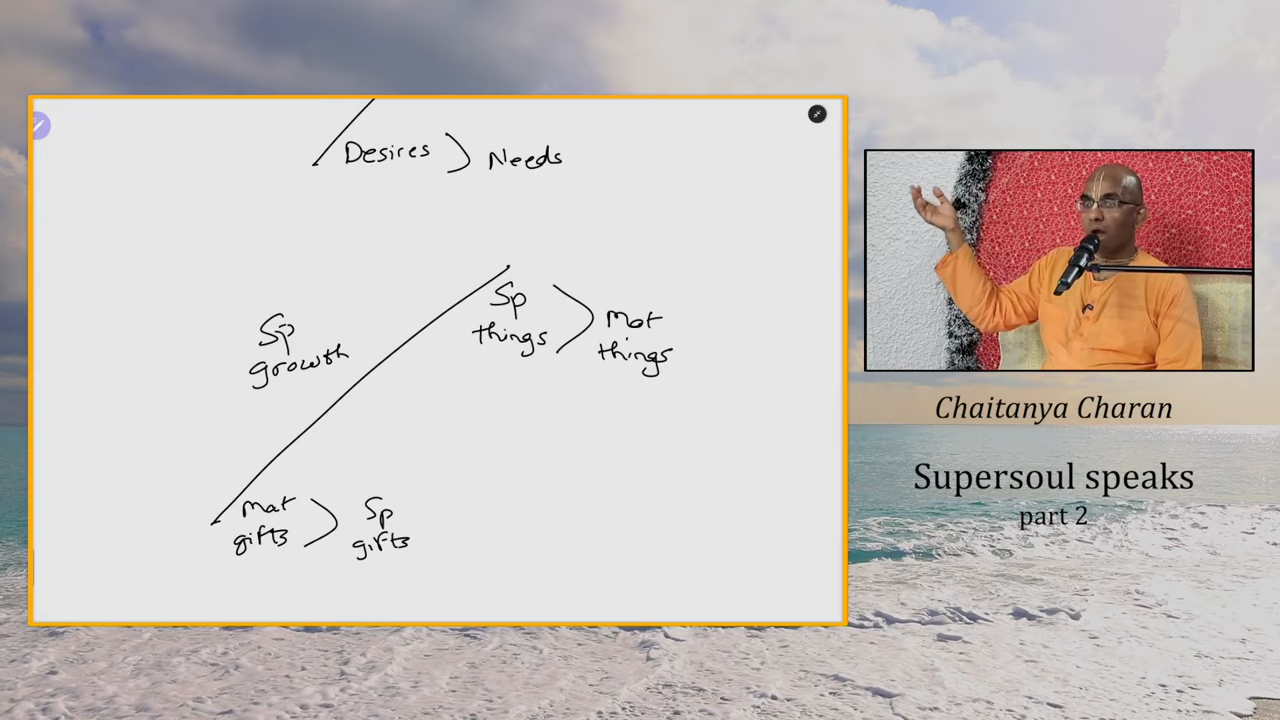 Desires ) Needs
Sp
growth
Sp
things
)
Mat
things
Mat
gifts
)
Sp
gifts
Chaitanya Charan
Supersoul speaks
part 2